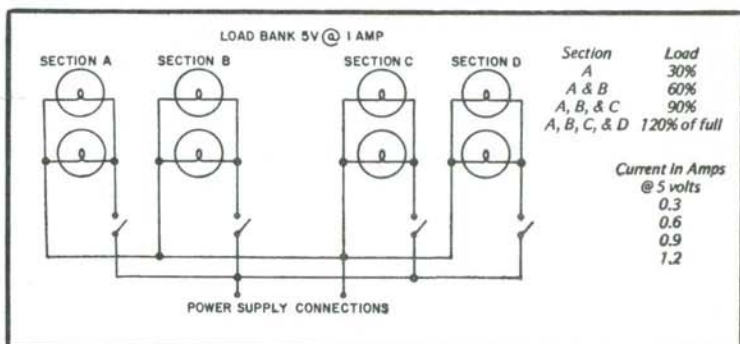 LOAD BANK 5V @ 1 AMP
SECTION A SECTION B SECTION C SECTION D
Section Load
A 30%
A & B 60%
A, B, & C 90%
A, B, C, & D 120% of full
Current in Amps
@ 5 volts
0.3
0.6
0.9
1.2
POWER SUPPLY CONNECTIONS